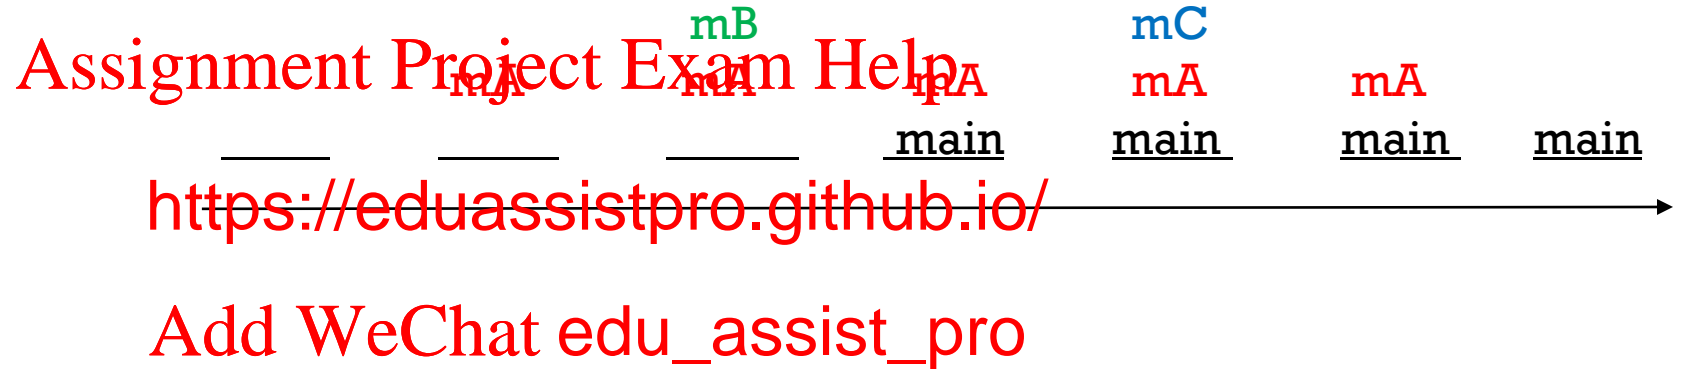 mB mC
Assignment Project Exam Help
mA mA mA mA mA
main main main main
https://eduassistpro.github.io/
Add WeChat edu_assist_pro